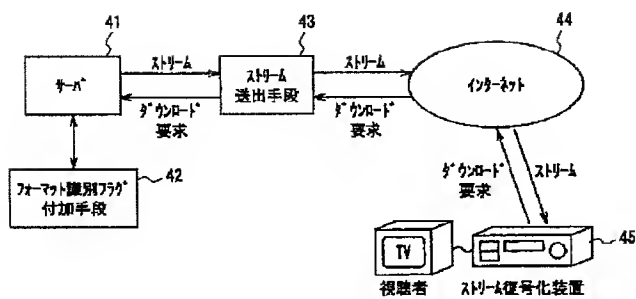 41
サーバ
ストリーム
ダウンロード
要求
43
ストリーム
送出手段
ストリーム
ダウンロード
要求
44
インターネット
フォーマット識別フラグ
付加手段
42
ダウンロード
要求
ストリーム
TV
視聴者
45
ストリーム復号化装置